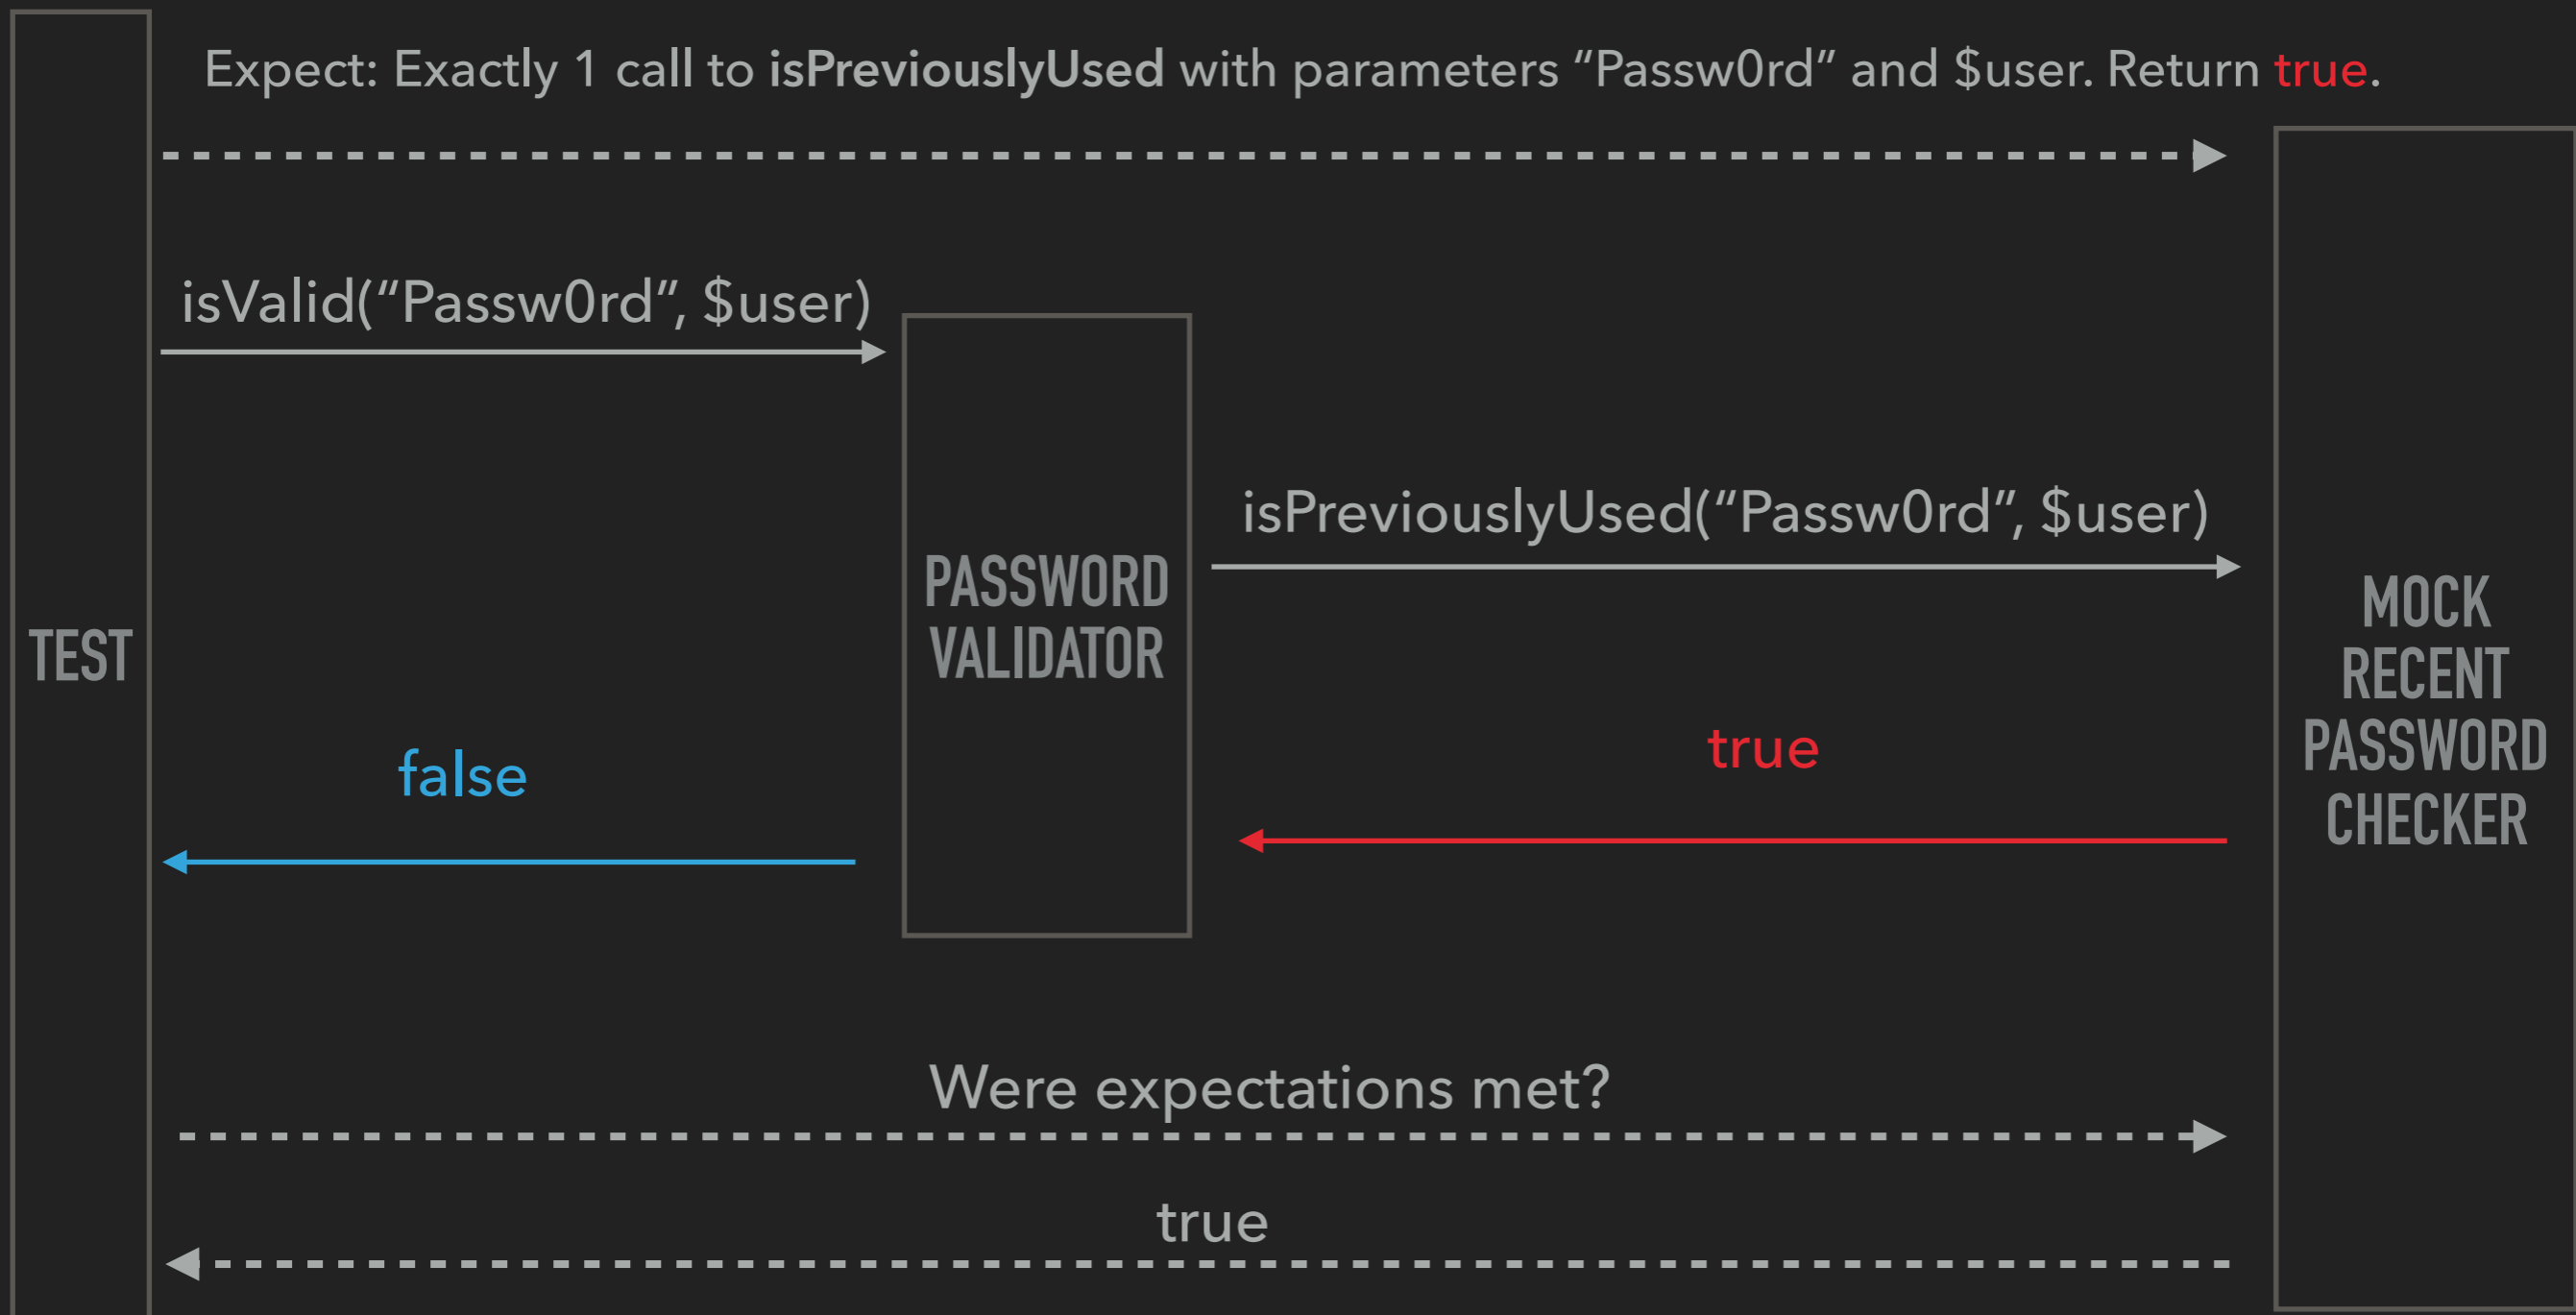 Expect: Exactly 1 call to isPreviouslyUsed with parameters “Passw0rd” and $user. Return true.
isValid(“Passw0rd”, $user)
isPreviouslyUsed(“Passw0rd”, $user)
TEST
PASSWORD
VALIDATOR
MOCK
RECENT
PASSWORD
CHECKER
true
false
Were expectations met?
true